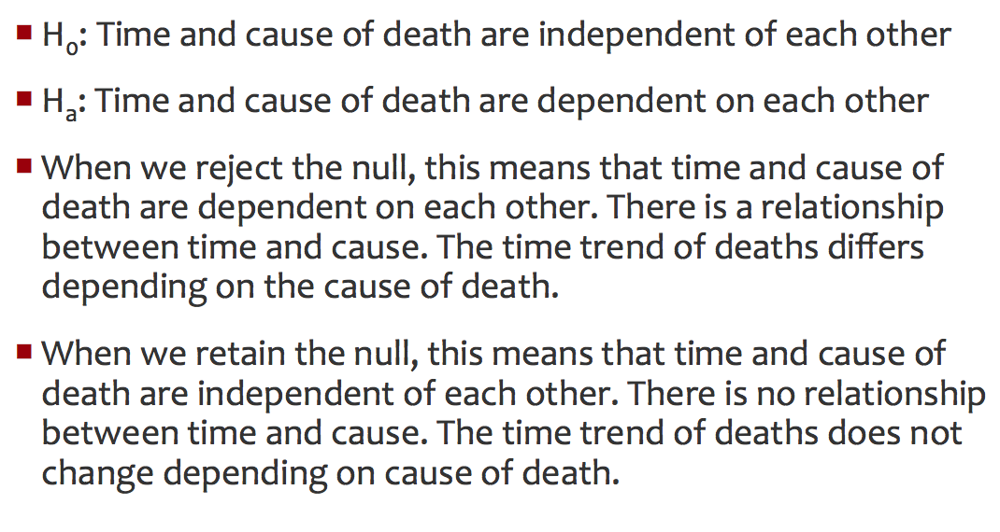 ■ Ho: Time and cause of death are independent of each other
■ Ha: Time and cause of death are dependent on each other
■ When we reject the null, this means that time and cause of
death are dependent on each other. There is a relationship
between time and cause. The time trend of deaths differs
depending on the cause of death.
■ When we retain the null, this means that time and cause of
death are independent of each other. There is no relationship
between time and cause. The time trend of deaths does not
change depending on cause of death.